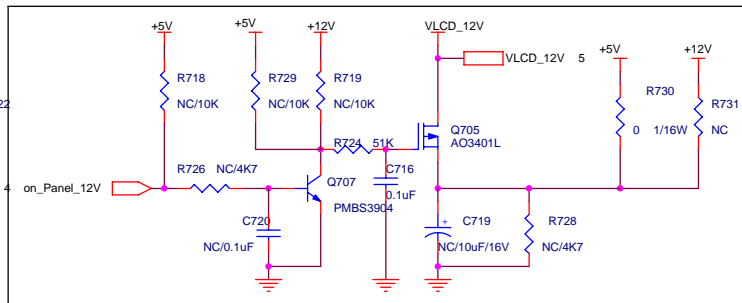 +5V
+5V
+12V
VLCD_12V
R718
NC/10K
R729
NC/10K
R719
NC/10K
VLCD_12V 5
+5V
+12V
R730
0 1/16W
R731
NC
22
R724 51K
Q705
AO3401L
4 on_Panel_12V
R726 NC/4K7
Q707
PMBS3904
C716
0.1uF
C720
NC/0.1uF
+
C719
NC/10uF/16V
R728
NC/4K7